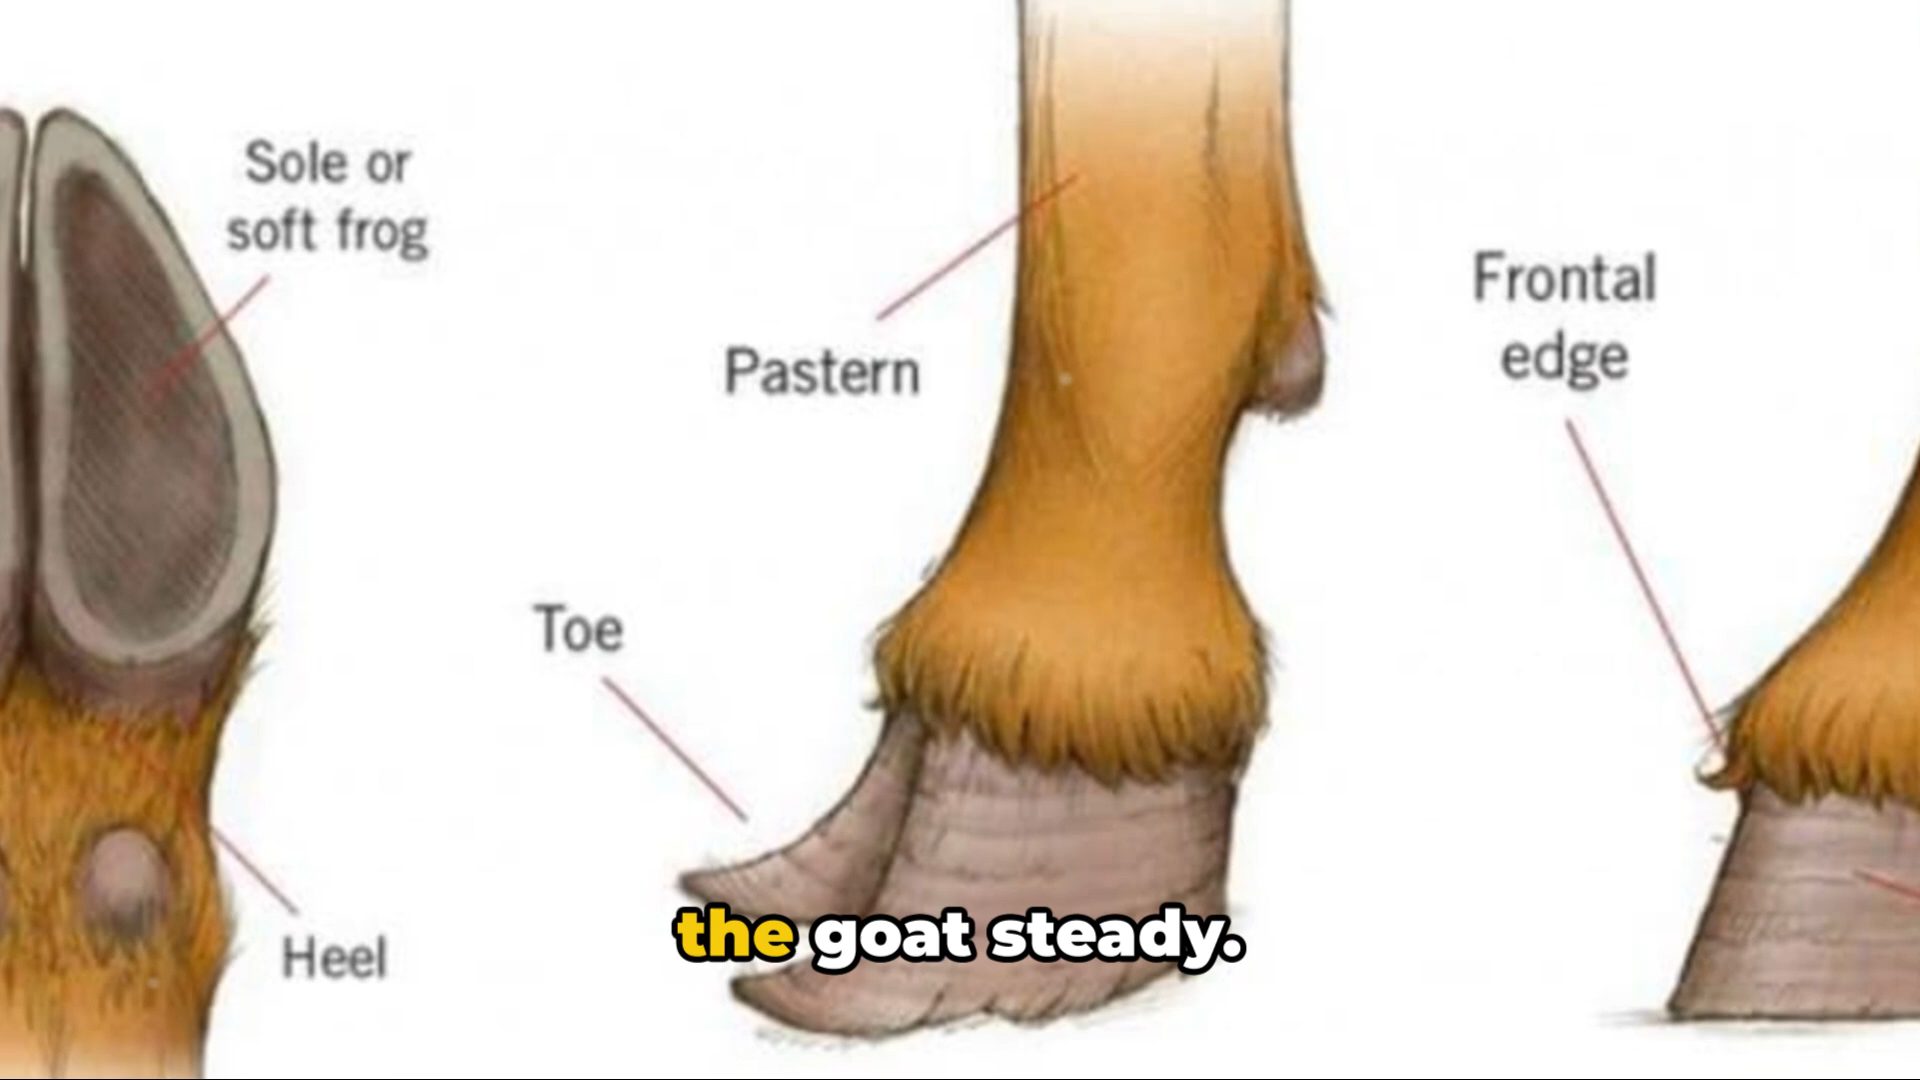 Sole or
soft frog
Pastern
Frontal
edge
Toe
Heel
the goat steady.